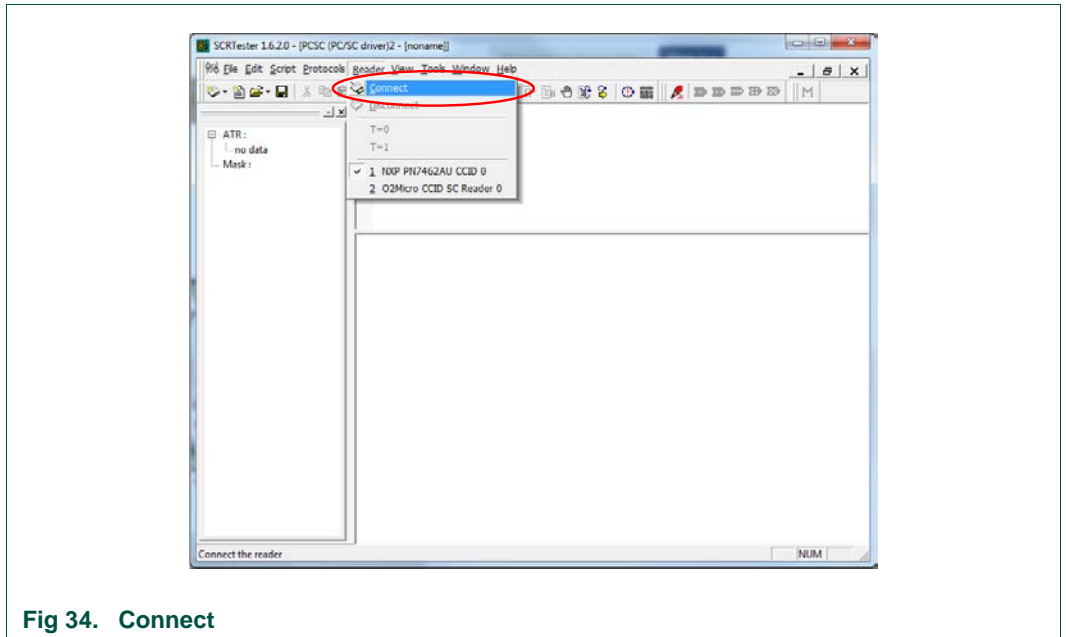 SCRTester 1.6.2.0 - [PCSC (PC/SC driver)2 - [noname]]
File Edit Script Protocols Reader View Tools Window Help
Connect
M
Disconnect
ATR:
no data
Mask:
T=0
T=1
1 NXP PN7462AU CCID 0
2 O2Micro CCID SC Reader 0
Connect the reader
NUM
Fig 34. Connect